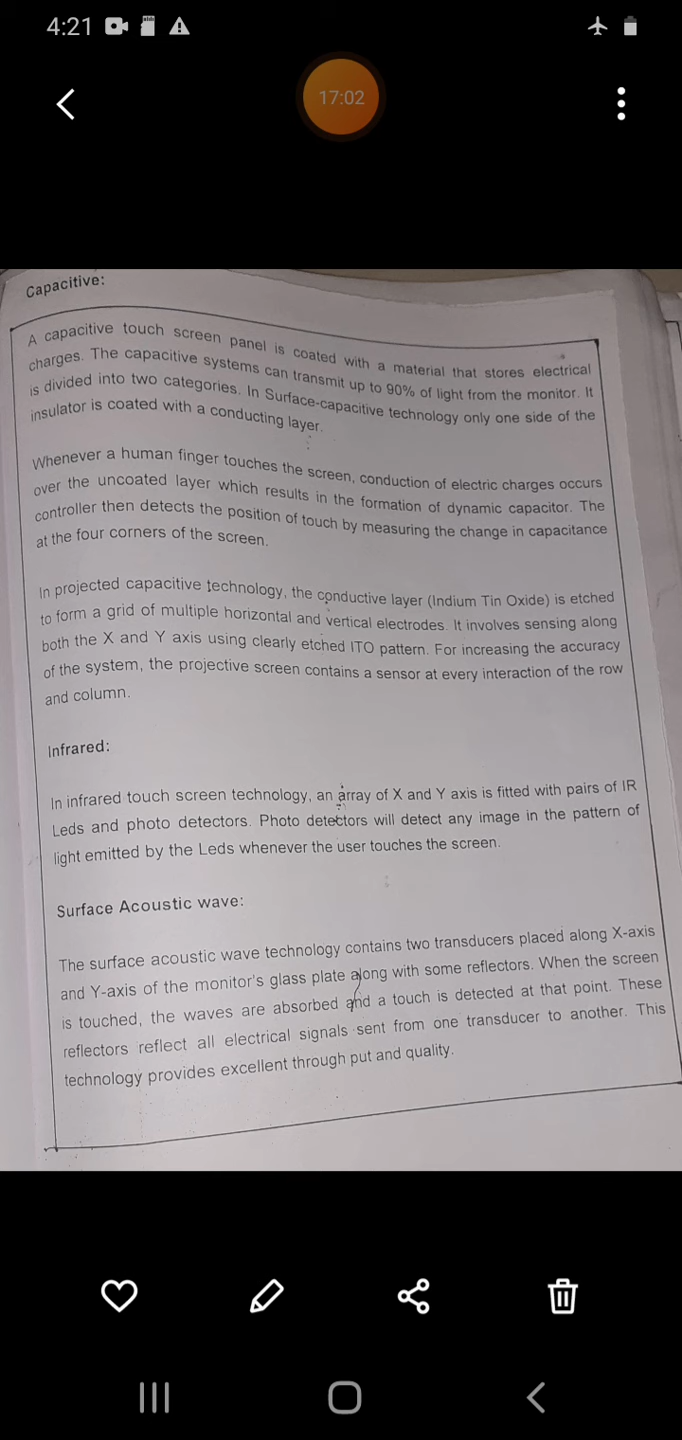 4:21
17:02
Capacitive:
A capacitive touch screen panel is coated with a material that stores electrical
charges. The capacitive systems can transmit up to 90% of light from the monitor. It
is divided into two categories. In Surface-capacitive technology only one side of the
insulator is coated with a conducting layer.
Whenever a human finger touches the screen, conduction of electric charges occurs
over the uncoated layer which results in the formation of dynamic capacitor. The
controller then detects the position of touch by measuring the change in capacitance
at the four corners of the screen.
In projected capacitive technology, the conductive layer (Indium Tin Oxide) is etched
to form a grid of multiple horizontal and vertical electrodes. It involves sensing along
both the X and Y axis using clearly etched ITO pattern. For increasing the accuracy
of the system, the projective screen contains a sensor at every interaction of the row
and column.
Infrared:
In infrared touch screen technology, an array of X and Y axis is fitted with pairs of IR
Leds and photo detectors. Photo detectors will detect any image in the pattern of
light emitted by the Leds whenever the user touches the screen.
Surface Acoustic wave:
The surface acoustic wave technology contains two transducers placed along X-axis
and Y-axis of the monitor's glass plate along with some reflectors. When the screen
is touched, the waves are absorbed and a touch is detected at that point. These
reflectors reflect all electrical signals sent from one transducer to another. This
technology provides excellent through put and quality.